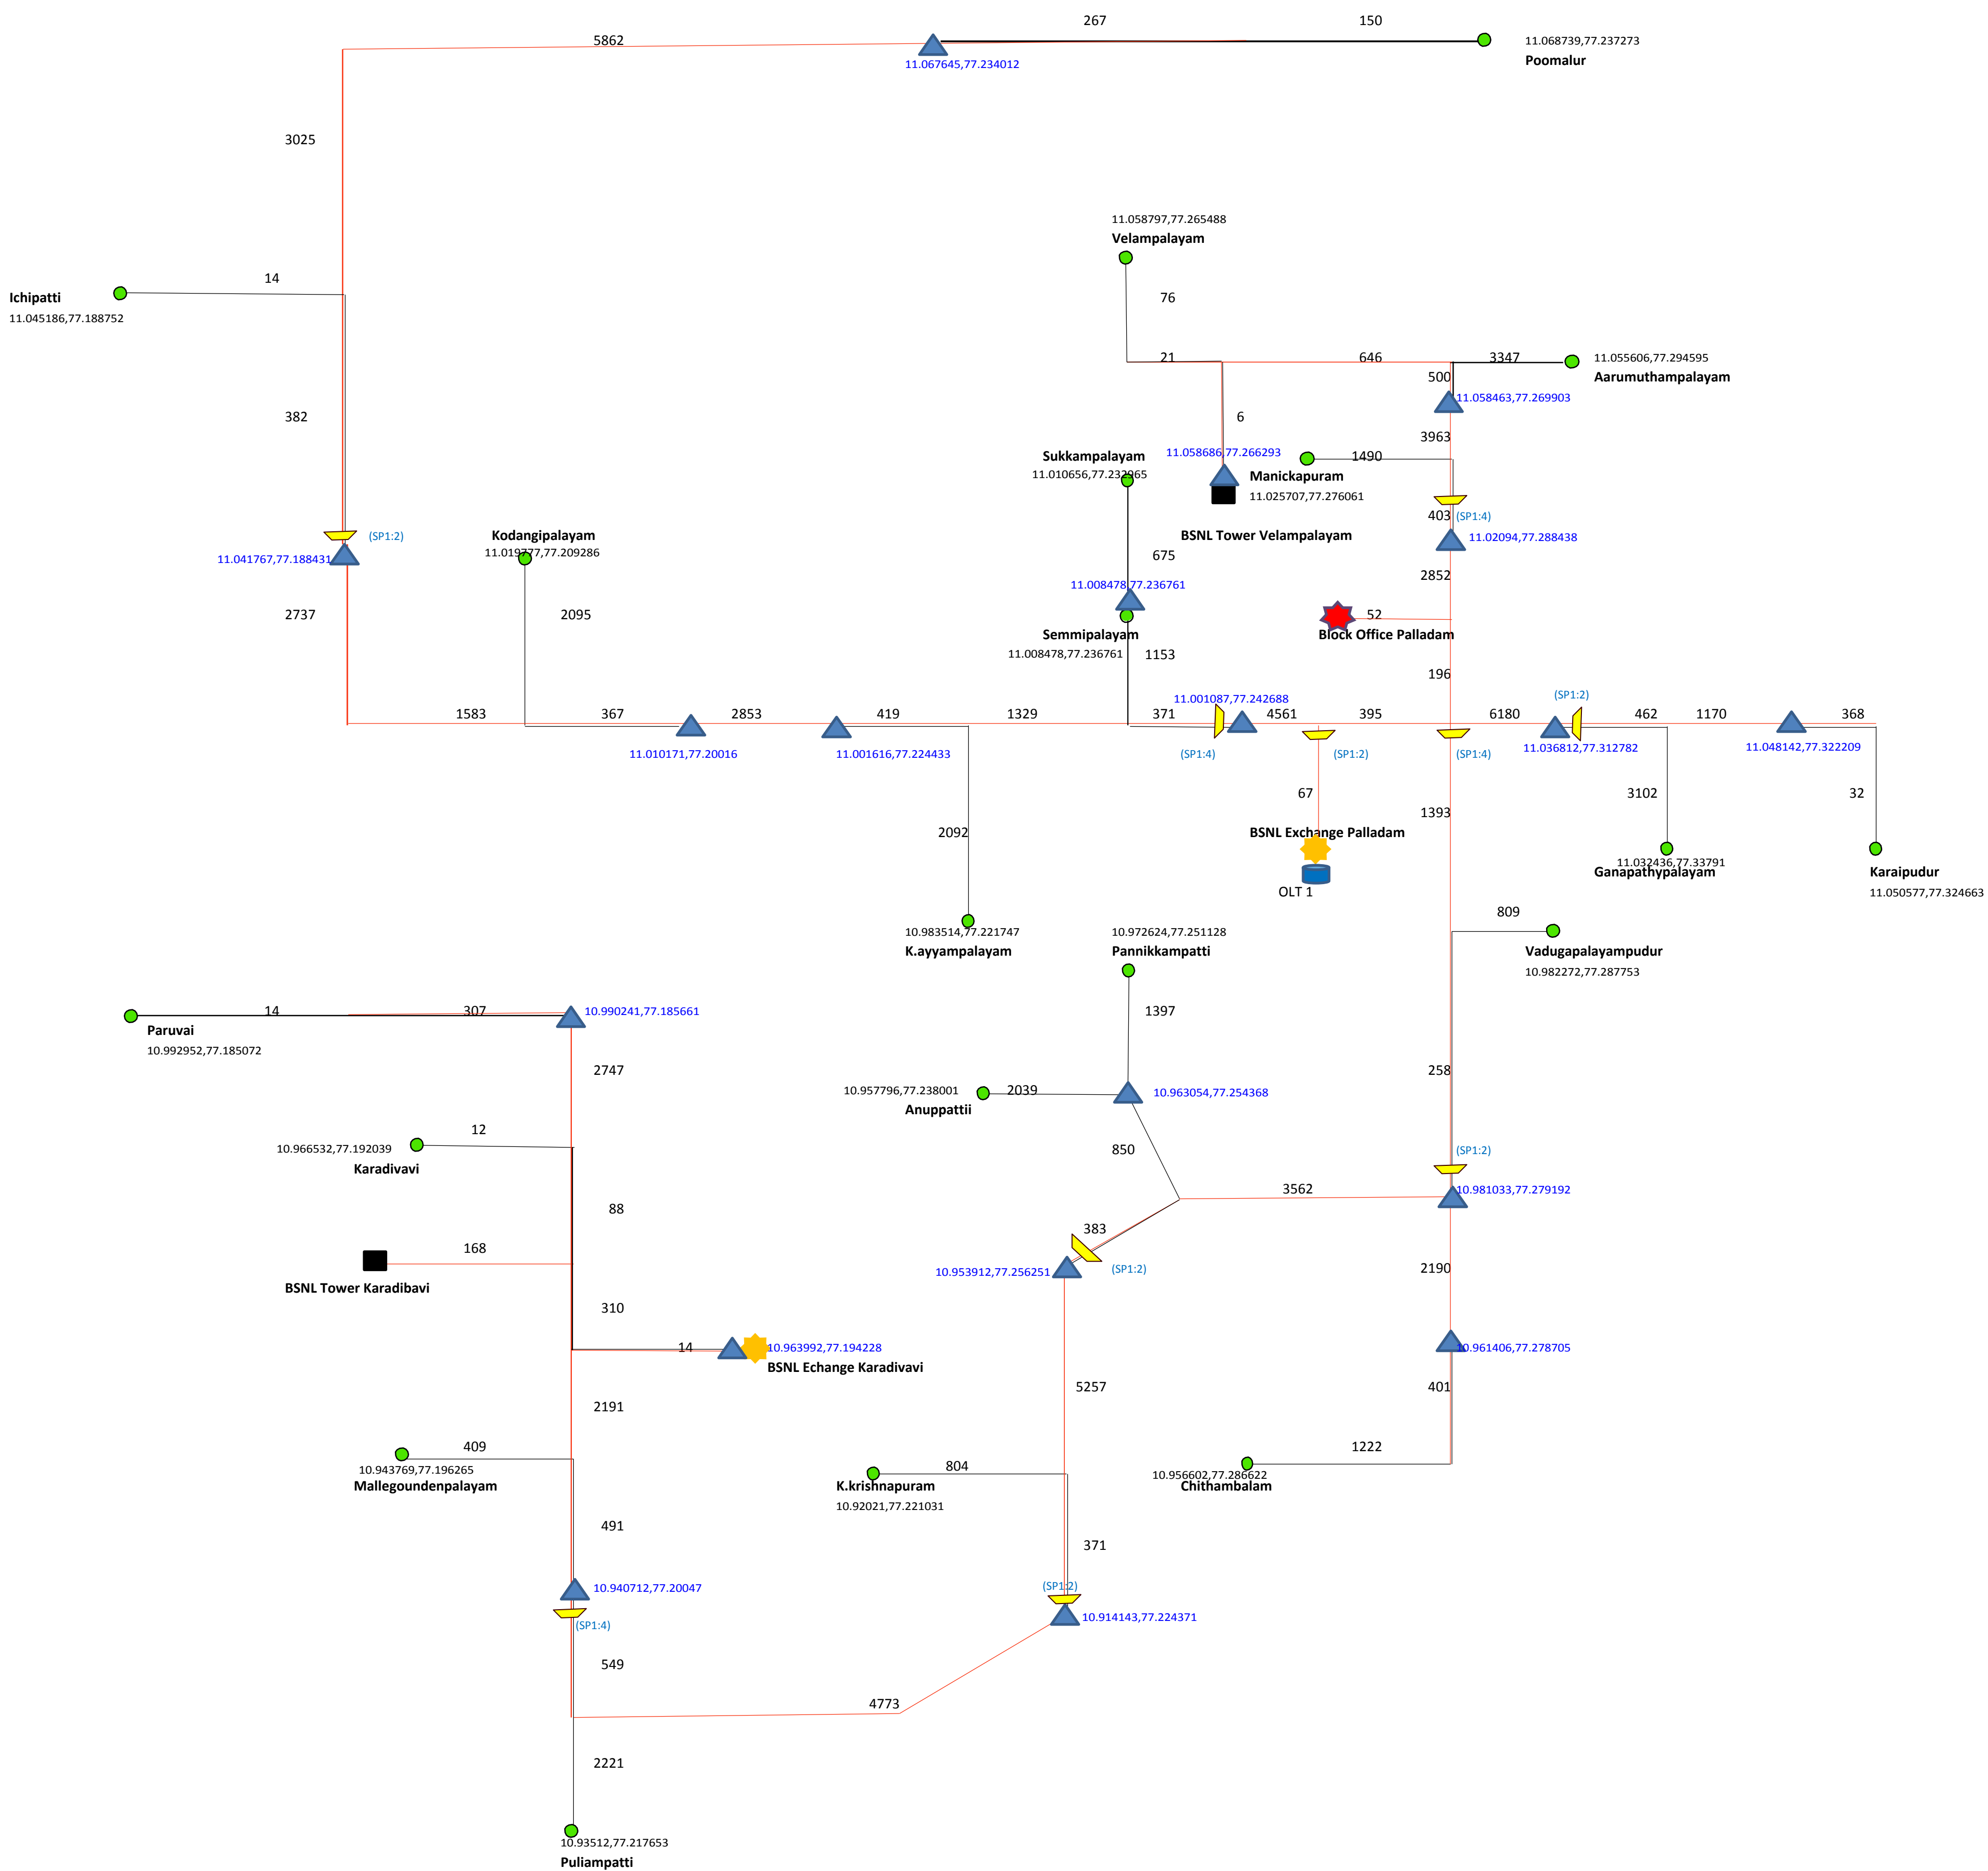 267
150
5862
11.068739,77.237273
Poomalur
11.067645,77.234012
3025
11.058797,77.265488
Velampalayam
14
Ichipatti
11.045186,77.188752
76
21
646
3347
11.055606,77.294595
Aarumuthampalayam
500
11.058463,77.269903
382
6
3963
11.058686,77.266293
Sukkampalayam
11.010656,77.232965
1490
Manickapuram
11.025707,77.276061
403
(SP1:4)
(SP1:2)
Kodangipalayam
11.019777,77.209286
BSNL Tower Velampalayam
11.02094,77.288438
11.041767,77.188431
675
2852
11.008478,77.236761
2737
2095
52
Semmipalayam
11.008478,77.236761
Block Office Palladam
1153
196
11.001087,77.242688
(SP1:2)
1583
367
2853
419
1329
371
4561
395
6180
462
1170
368
11.010171,77.20016
11.001616,77.224433
(SP1:4)
(SP1:2)
(SP1:4)
11.036812,77.312782
11.048142,77.322209
67
1393
3102
32
2092
BSNL Exchange Palladam
11.032436,77.33791
Ganapathypalayam
Karaipudur
11.050577,77.324663
OLT 1
809
10.983514,77.221747
K.ayyampalayam
10.972624,77.251128
Pannikkampatti
Vadugapalayampudur
10.982272,77.287753
14
307
10.990241,77.185661
Paruvai
10.992952,77.185072
1397
2747
258
10.957796,77.238001
2039
Anuppattii
10.963054,77.254368
12
10.966532,77.192039
Karadivavi
850
(SP1:2)
3562
10.981033,77.279192
88
383
168
BSNL Tower Karadibavi
10.953912,77.256251
(SP1:2)
2190
310
14
10.963992,77.194228
BSNL Echange Karadivavi
10.961406,77.278705
5257
401
2191
409
10.943769,77.196265
Mallegoundenpalayam
804
K.krishnapuram
10.92021,77.221031
1222
10.956602,77.286622
Chithambalam
491
371
10.940712,77.20047
(SP1:2)
(SP1:4)
10.914143,77.224371
549
4773
2221
10.93512,77.217653
Puliampatti